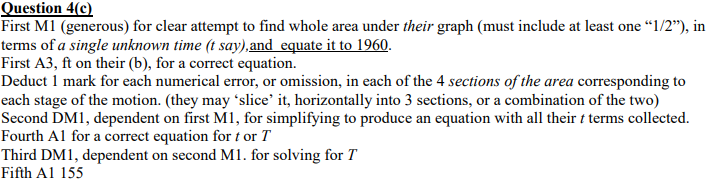 Question 4(c)
First M1 (generous) for clear attempt to find whole area under their graph (must include at least one “1/2”), in
terms of a single unknown time (t say),and  equate it to 1960.
First A3, ft on their (b), for a correct equation.
Deduct 1 mark for each numerical error, or omission, in each of the 4 sections of the area corresponding to
each stage of the motion. (they may ‘slice’ it, horizontally into 3 sections, or a combination of the two)
Second DM1, dependent on first M1, for simplifying to produce an equation with all their t terms collected.
Fourth A1 for a correct equation for t or T
Third DM1, dependent on second M1. for solving for T
Fifth A1 155